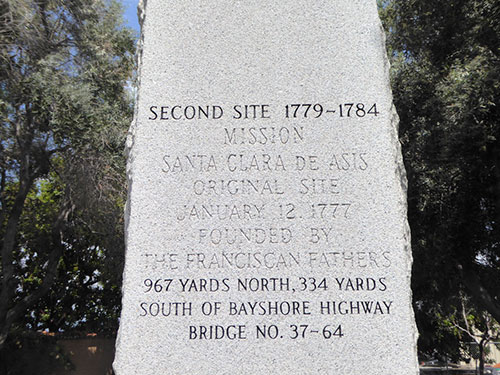 SECOND SITE 1779-1784
MISSION
SANTA CLARA DE ASIS
ORIGINAL SITE
JANUARY 12, 1777
FOUNDED BY
THE FRANCISCAN FATHERS
967 YARDS NORTH, 334 YARDS
SOUTH OF BAYSHORE HIGHWAY
BRIDGE NO. 37-64